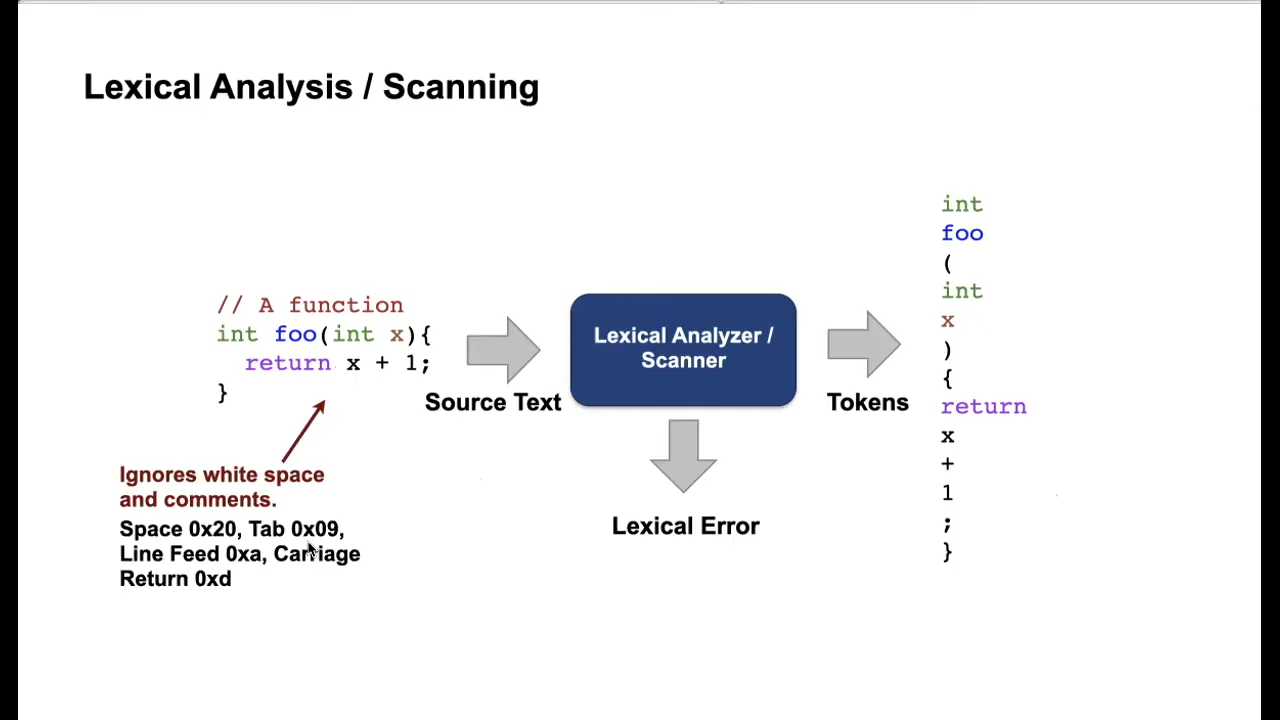 Lexical Analysis / Scanning
// A function
int foo(int x){
return x + 1;
}
Source Text
Ignores white space
and comments.
Space 0x20, Tab 0x09,
Line Feed 0xa, Carriage
Return 0xd
Lexical Analyzer /
Scanner
Lexical Error
Tokens
int
foo
(
int
x
)
{
return
x
+
1
;
}